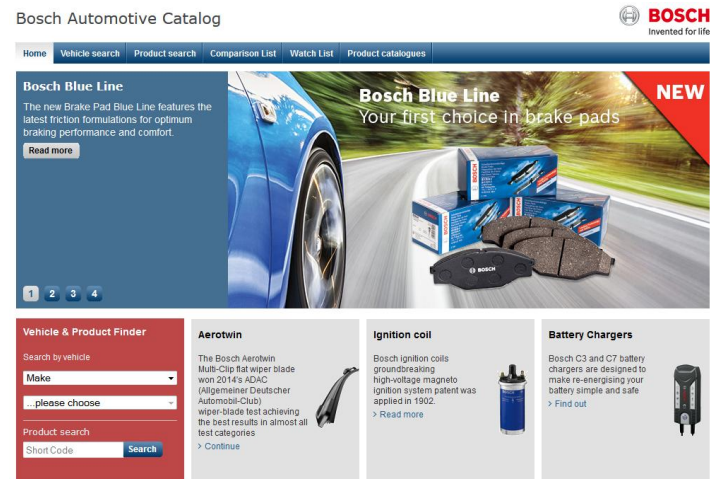 Bosch Automotive Catalog
BOSCH
Invented for life
Home Vehicle search Product search Comparison List Watch List Product catalogues
Bosch Blue Line
The new Brake Pad Blue Line features the
latest friction formulations for optimum
braking performance and comfort.
Read more
1 2 3 4
Bosch Blue Line
Your first choice in brake pads
NEW
BOSCH
Vehicle & Product Finder
Search by vehicle
Make
...please choose
Product search
Short Code
Search
Aerotwin
The Bosch Aerotwin
Multi-Clip flat wiper blade
won 2014's ADAC
(Allgemeiner Deutscher
Automobil-Club)
wiper-blade test achieving
the best results in almost all
test categories
> Continue
Ignition coil
Bosch ignition coils
groundbreaking
high-voltage magneto
ignition system patent was
applied in 1902.
> Read more
Battery Chargers
Bosch C3 and C7 battery
chargers are designed to
make re-energising your
battery simple and safe
> Find out